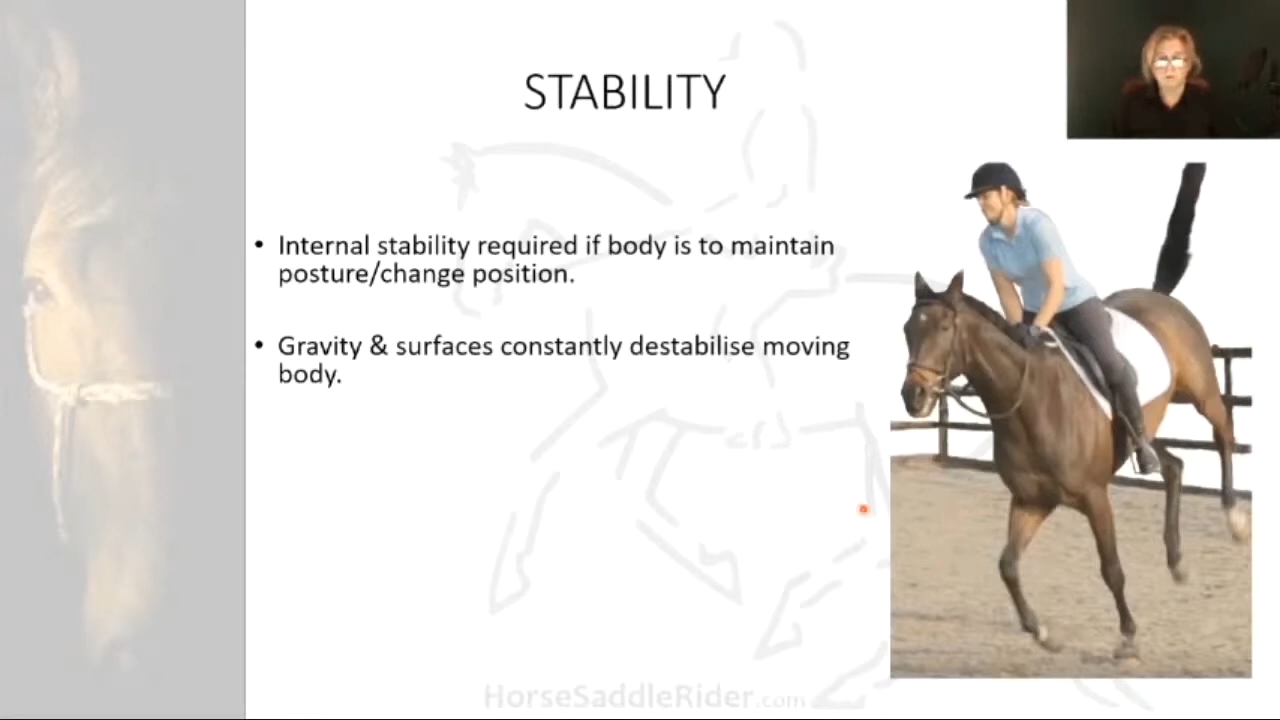 STABILITY
• Internal stability required if body is to maintain
posture/change position.
• Gravity & surfaces constantly destabilise moving
body.
HorseSaddleRider.com